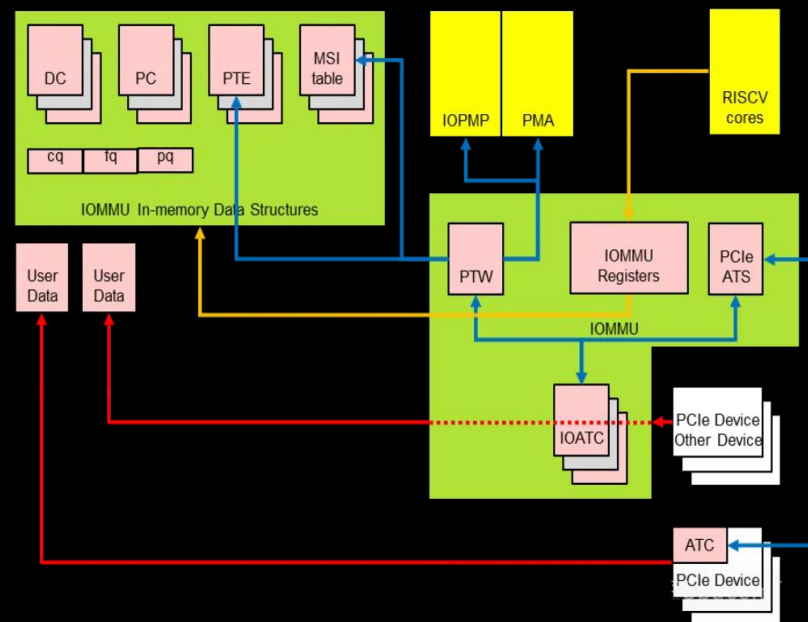 DC
PC
PTE
MSI
table
cq
fq
pq
IOMMU In-memory Data Structures
IOPMP
PMA
RISCV
cores
User
Data
User
Data
PTW
IOMMU
Registers
PCIe
ATS
IOMMU
IOATC
PCIe Device
Other Device
ATC
PCIe Device